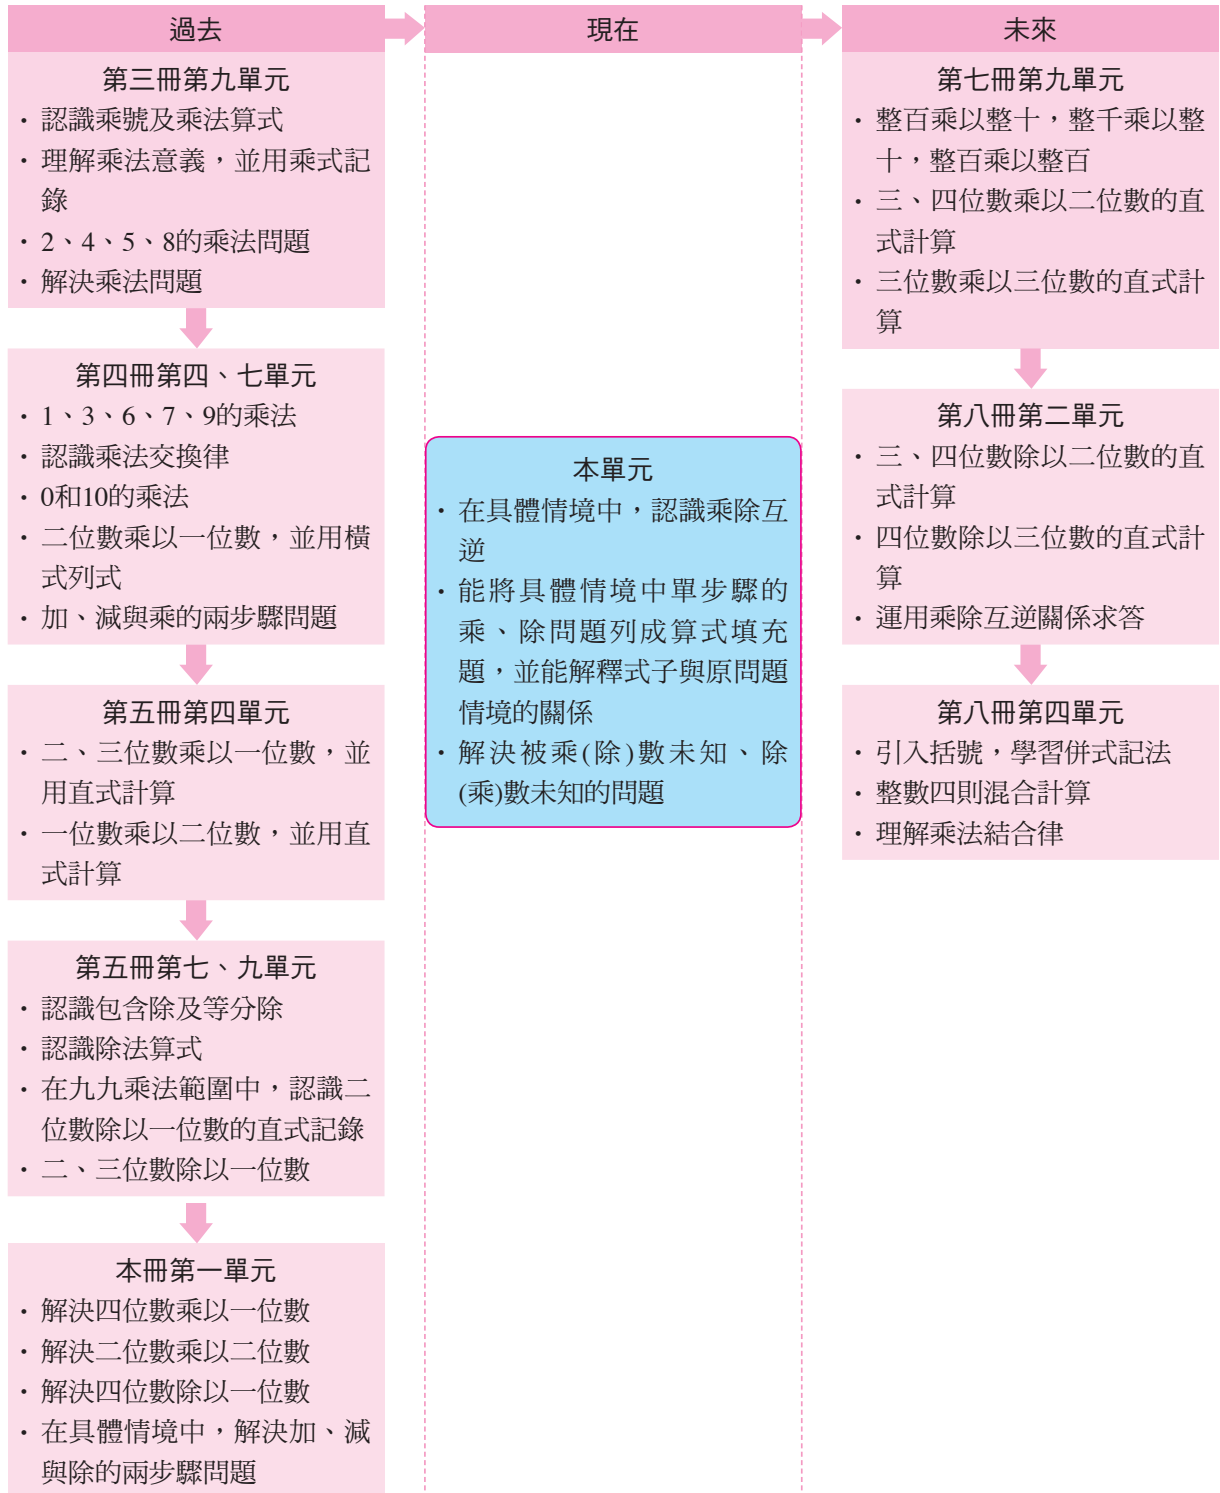 過去
第三冊第九單元
・認識乘號及乘法算式
・理解乘法意義，並用乘式記
錄
・2、4、5、8的乘法問題
・解決乘法問題
第四冊第四、七單元
・1、3、6、7、9的乘法
・認識乘法交換律
・0和10的乘法
・二位數乘以一位數，並用橫
式列式
・加、減與乘的兩步驟問題
第五冊第四單元
・二、三位數乘以一位數，並
用直式計算
・一位數乘以二位數，並用直
式計算
第五冊第七、九單元
・認識包含除及等分除
・認識除法算式
・在九九乘法範圍中，認識二
位數除以一位數的直式記錄
・二、三位數除以一位數
本冊第一單元
・解決四位數乘以一位數
・解決二位數乘以二位數
・解決四位數除以一位數
・在具體情境中，解決加、減
與除的兩步驟問題
現在
本單元
・在具體情境中，認識乘除互
逆
・能將具體情境中單步驟的
乘、除問題列成算式填充
題，並能解釋式子與原問題
情境的關係
・解決被乘(除)數未知、除
(乘)數未知的問題
未來
第七冊第九單元
・整百乘以整十，整千乘以整
十，整百乘以整百
・三、四位數乘以二位數的直
式計算
・三位數乘以三位數的直式計
算
第八冊第二單元
・三、四位數除以二位數的直
式計算
・四位數除以三位數的直式計
算
・運用乘除互逆關係求答
第八冊第四單元
・引入括號，學習併式記法
・整數四則混合計算
・理解乘法結合律